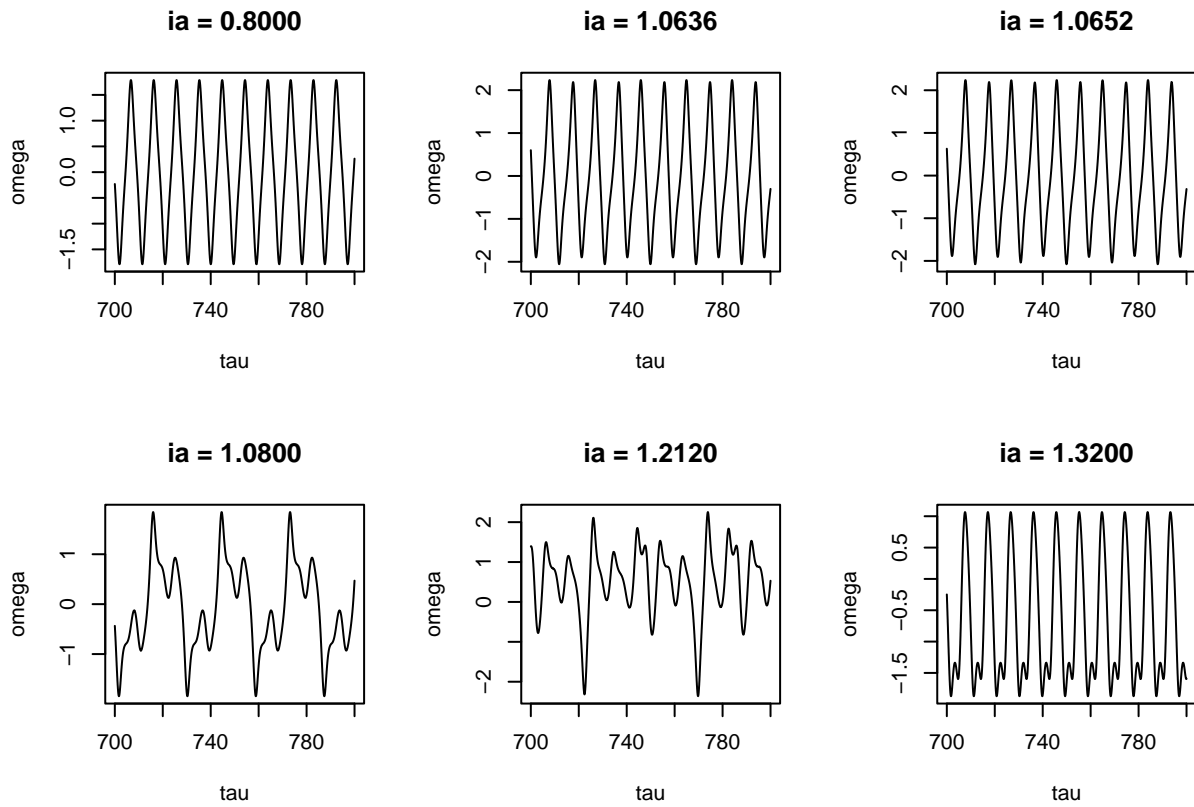 ia = 0.8000
omega
1.0
0.0
−1.5
700
740
780
tau
ia = 1.0636
omega
2
1
0
−1
−2
700
740
780
tau
ia = 1.0652
omega
2
1
0
−1
−2
700
740
780
tau
ia = 1.0800
omega
1
0
−1
700
740
780
tau
ia = 1.2120
omega
2
1
0
−2
700
740
780
tau
ia = 1.3200
omega
0.5
−0.5
−1.5
700
740
780
tau